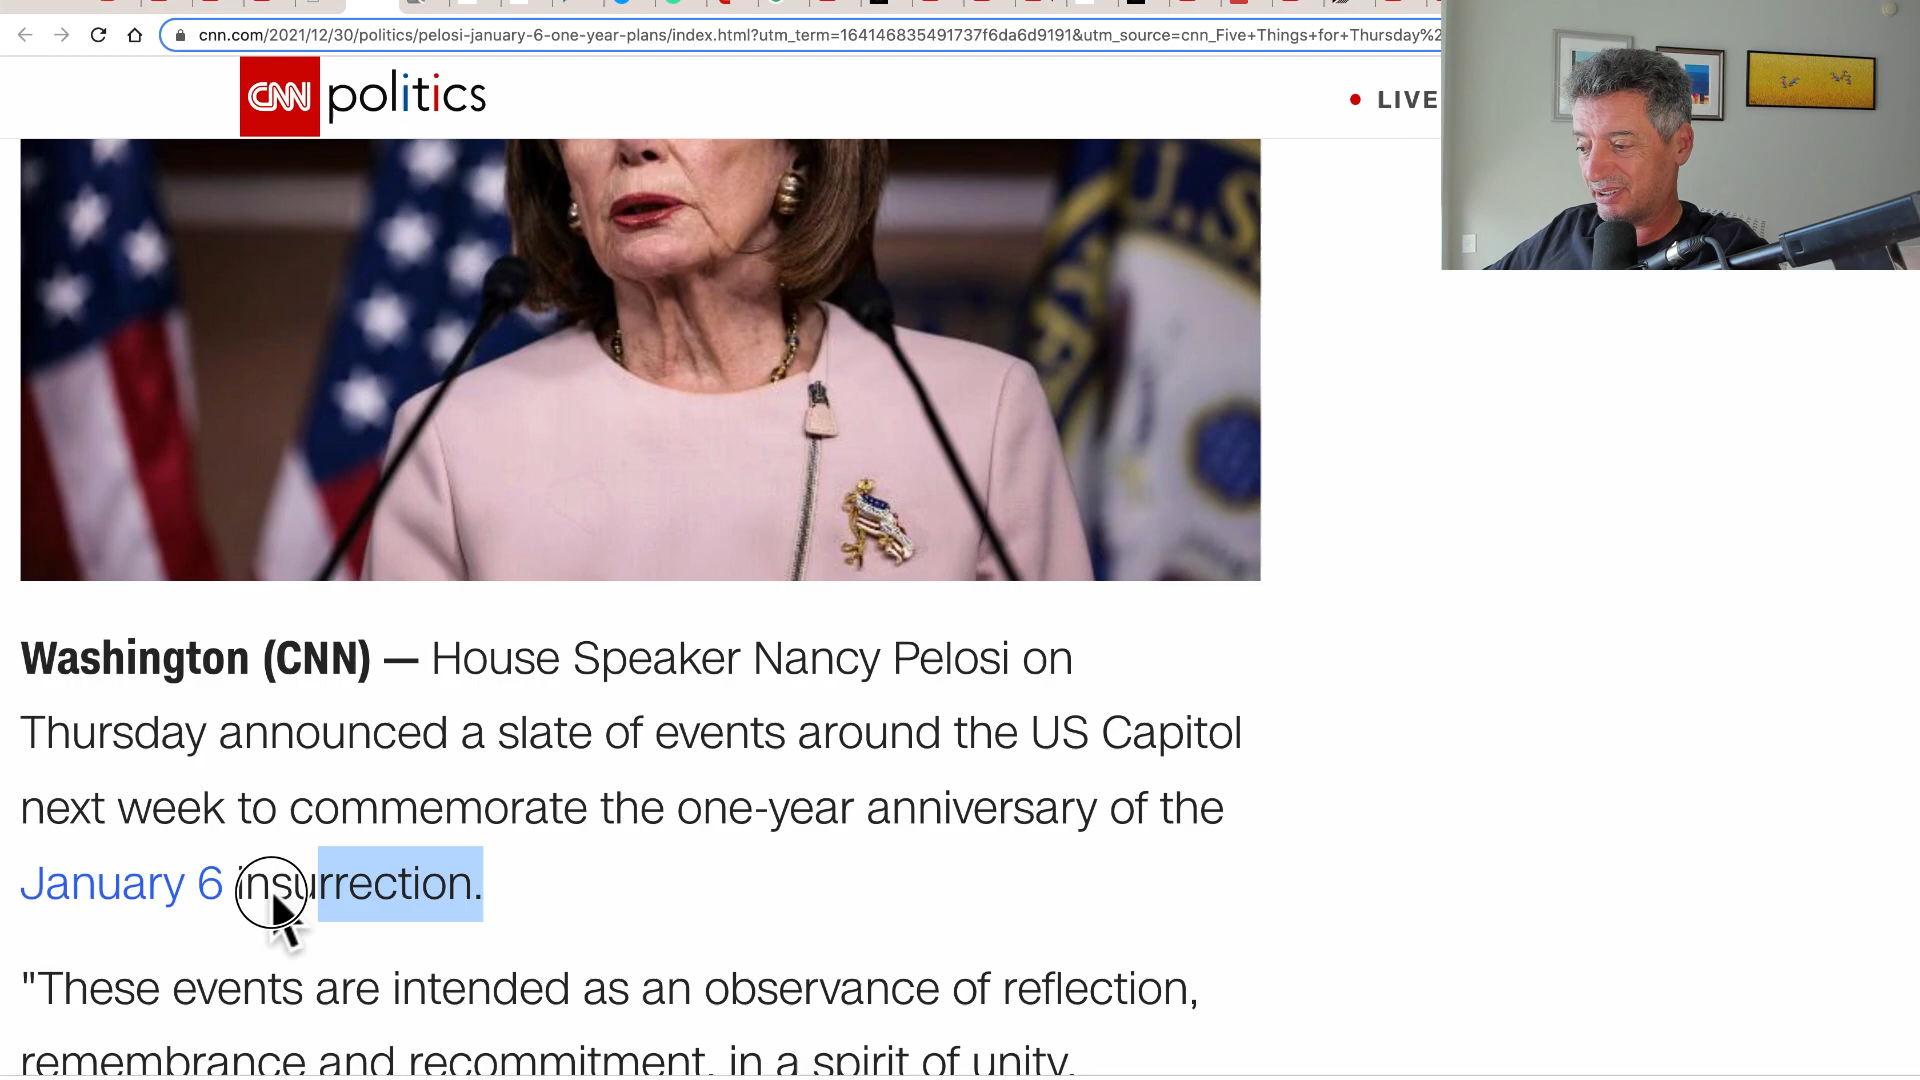 cnn.com/2021/12/30/politics/pelosi-january-6-one-year-plans/index.html?utm_term=164146835491737f6da6d9191&utm_source=cnn_Five+Things+for+Thursday%2
CNN politics
LIVE
U.S.
Washington (CNN) — House Speaker Nancy Pelosi on
Thursday announced a slate of events around the US Capitol
next week to commemorate the one-year anniversary of the
January 6 insurrection.
"These events are intended as an observance of reflection,
remembrance and recommitment, in a spirit of unity,